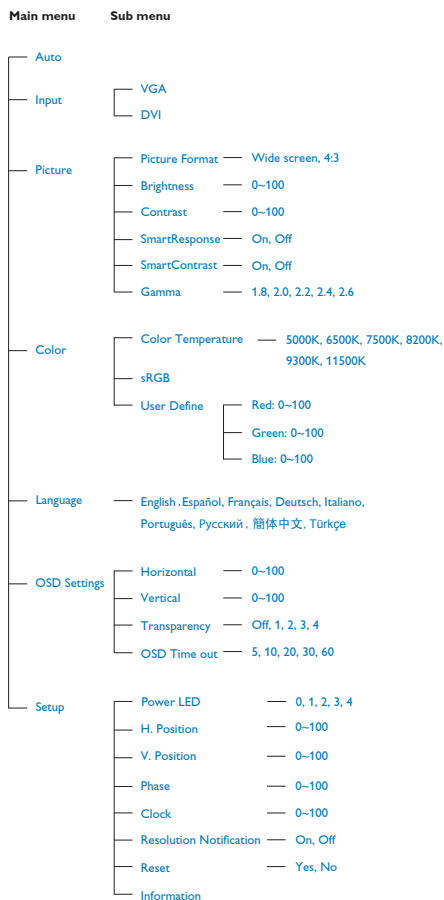 Main menu Sub menu
Auto
Input
VGA
DVI
Picture
Picture Format Wide screen, 4:3
Brightness 0~100
Contrast 0~100
SmartResponse On, Off
SmartContrast On, Off
Gamma 1.8, 2.0, 2.2, 2.4, 2.6
Color
Color Temperature 5000K, 6500K, 7500K, 8200K,
9300K, 11500K
sRGB
User Define Red: 0~100
Green: 0~100
Blue: 0~100
Language English , Español, Français, Deutsch, Italiano,
Português, Русский , 簡体中文, Türkçe
OSD Settings
Horizontal 0~100
Vertical 0~100
Transparency Off, 1, 2, 3, 4
OSD Time out 5, 10, 20, 30, 60
Setup
Power LED 0, 1, 2, 3, 4
H. Position 0~100
V. Position 0~100
Phase 0~100
Clock 0~100
Resolution Notification On, Off
Reset Yes, No
Information